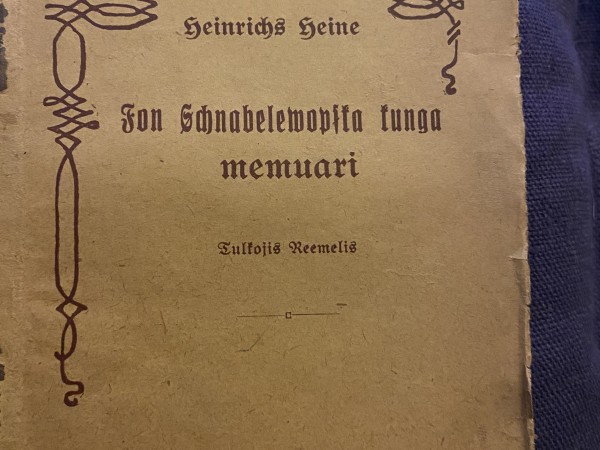 Heinrichs Heine
Fon Schnabelewopſka kunga
memuari
Tulkojis Reemelis